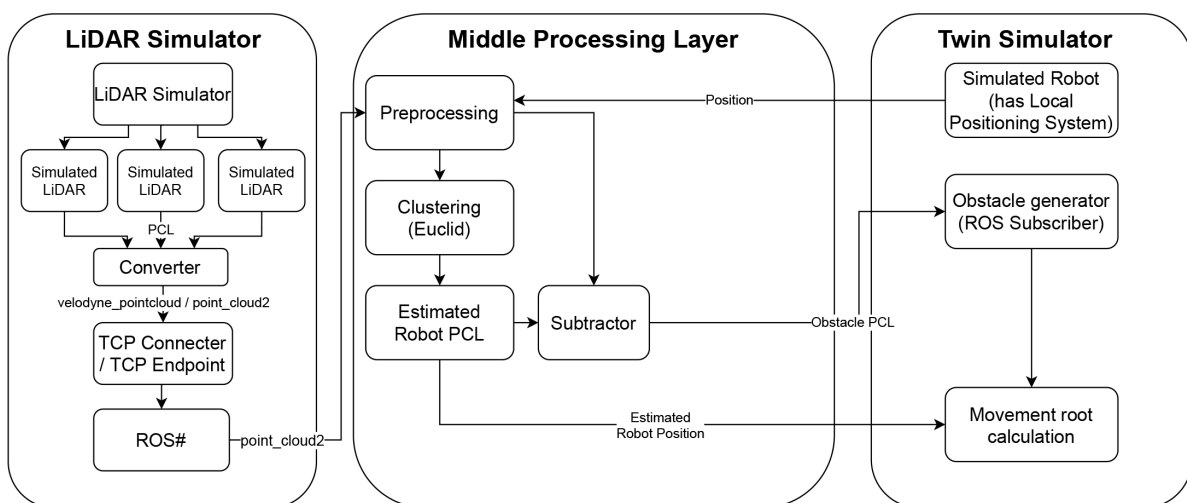 LiDAR Simulator
LiDAR Simulator
Simulated
LiDAR
Simulated
LiDAR
Simulated
LiDAR
PCL
Converter
velodyne_pointcloud / point_cloud2
TCP Connecter
/ TCP Endpoint
ROS#
point_cloud2
Middle Processing Layer
Preprocessing
Clustering
(Euclid)
Estimated
Robot PCL
Subtractor
Position
Obstacle PCL
Estimated
Robot Position
Twin Simulator
Simulated Robot
(has Local
Positioning System)
Obstacle generator
(ROS Subscriber)
Movement root
calculation